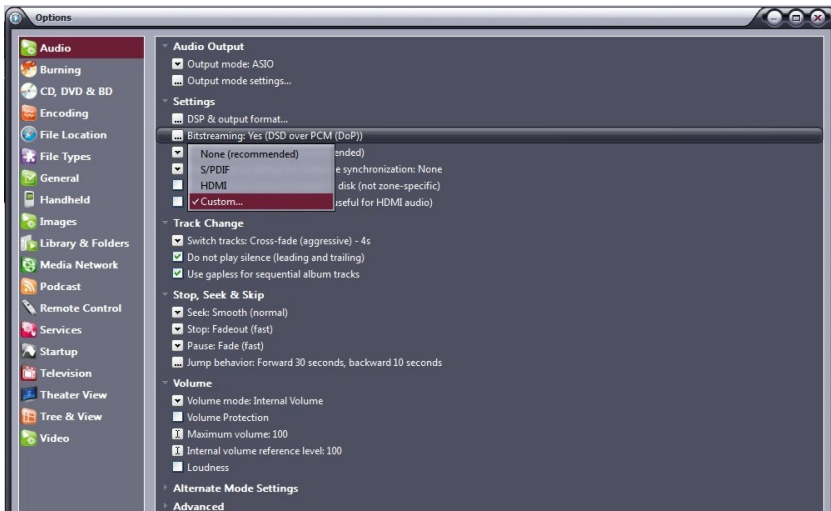 Options
Audio
Burning
CD, DVD & BD
Encoding
File Location
File Types
General
Handheld
Images
Library & Folders
Media Network
Podcast
Remote Control
Services
Startup
Television
Theater View
Tree & View
Video
Audio Output
Output mode: ASIO
Output mode settings...
Settings
DSP & output format...
Bitstreaming: Yes (DSD over PCM (DoP))
None (recommended)
S/PDIF
HDMI
Custom...
ended)
e synchronization: None
disk (not zone-specific)
useful for HDMI audio)
Track Change
Switch tracks: Cross-fade (aggressive) - 4s
Do not play silence (leading and trailing)
Use gapless for sequential album tracks
Stop, Seek & Skip
Seek: Smooth (normal)
Stop: Fadeout (fast)
Pause: Fade (fast)
Jump behavior: Forward 30 seconds, backward 10 seconds
Volume
Volume mode: Internal Volume
Volume Protection
Maximum volume: 100
Internal volume reference level: 100
Loudness
Alternate Mode Settings
Advanced